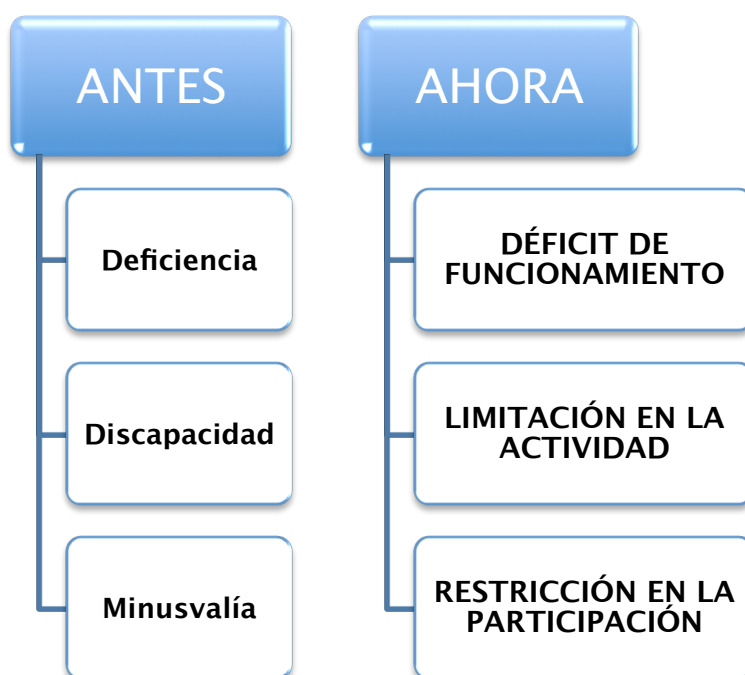 ANTES
Deficiencia
Discapacidad
Minusvalía
AHORA
DÉFICIT DE
FUNCIONAMIENTO
LIMITACIÓN EN LA
ACTIVIDAD
RESTRICCIÓN EN LA
PARTICIPACIÓN